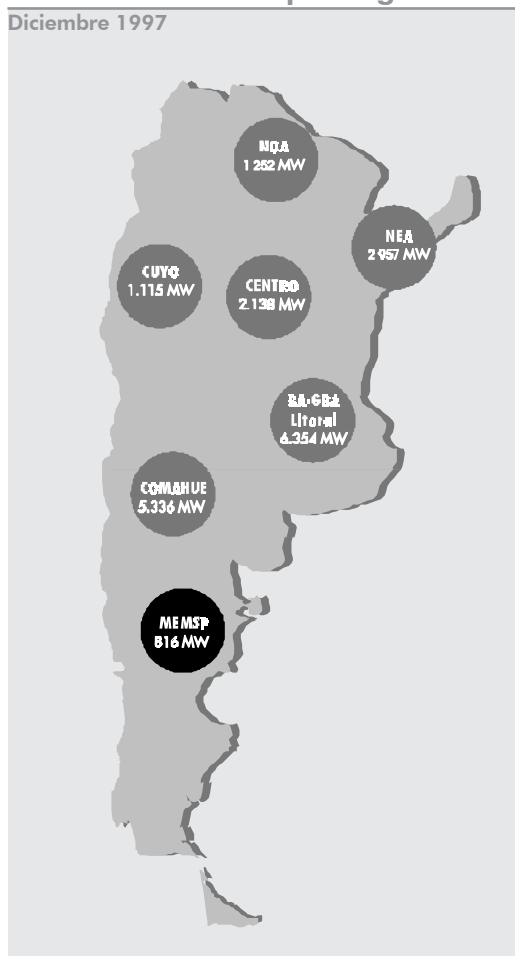 Diciembre 1997
NOA
1 252 MW
NEA
2 957 MW
CUYO
1.115 MW
CENTRO
2.138 MW
BA-GBA
Litoral
6.354 MW
COMAHUE
5.336 MW
MEMSP
816 MW